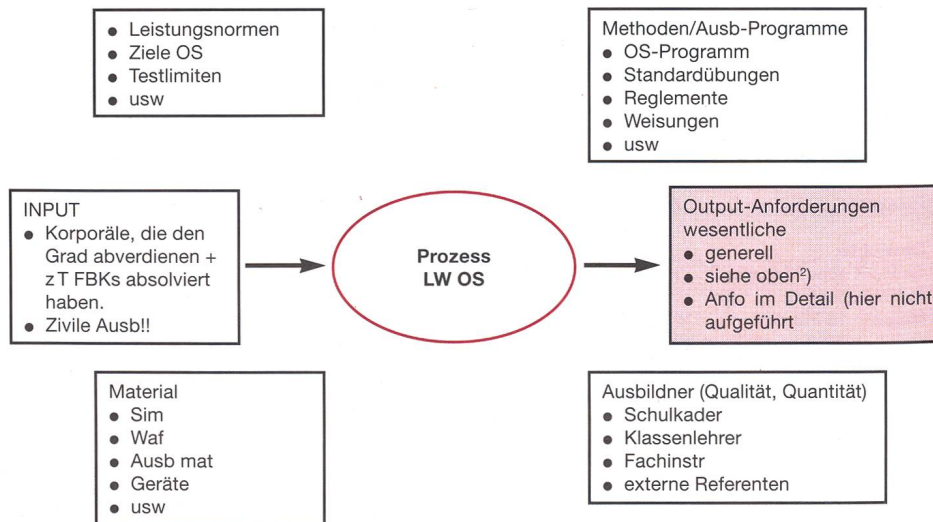 ● Leistungsnormen
● Ziele OS
● Testlimiten
● usw
Methoden/Ausb-Programme
● OS-Programm
● Standardübungen
● Reglemente
● Weisungen
● usw
INPUT
● Korporäle, die den
Grad abverdienen +
zT FBKs absolviert
haben.
● Zivile Ausb!!
Prozess
LW OS
Output-Anforderungen
wesentliche
● generell
● siehe oben²)
● Anfo im Detail (hier nicht
aufgeführt
Material
● Sim
● Waf
● Ausb mat
● Geräte
● usw
Ausbildner (Qualität, Quantität)
● Schulkader
● Klassenlehrer
● Fachinstr
● externe Referenten